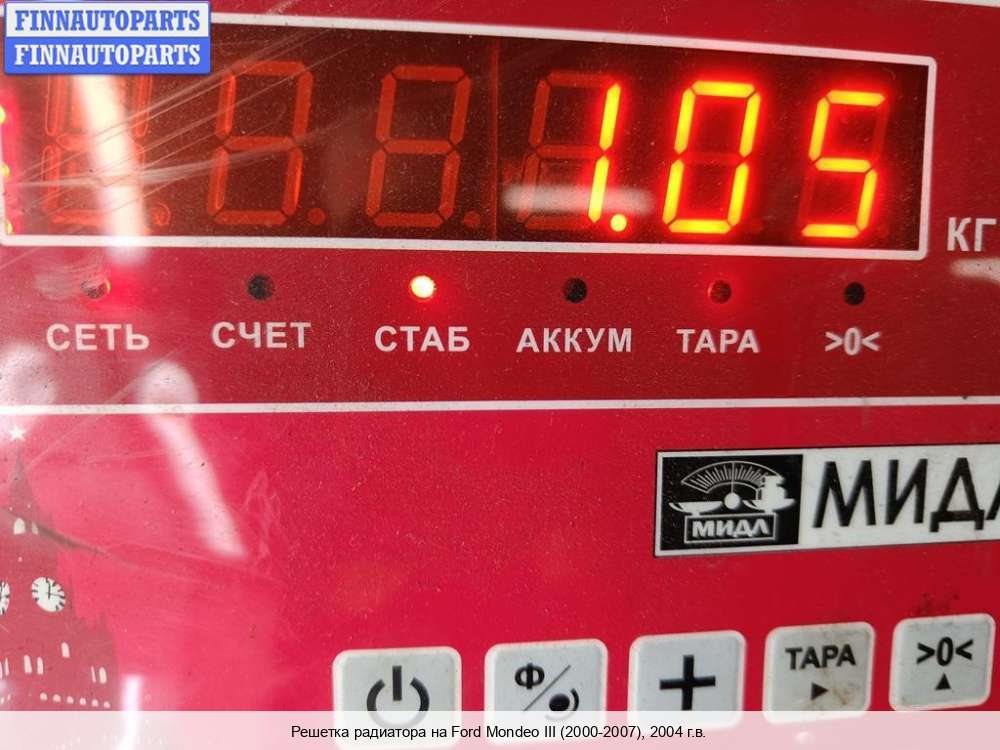 FINNAUTOPARTS
FINNAUTOPARTS
1.05
КГ
СЕТЬ СЧЕТ СТАБ АККУМ ТАРА >0<
МИДЛ МИДЛ
ТАРА >0<
Ф
Решетка радиатора на Ford Mondeo III (2000-2007), 2004 г.в.